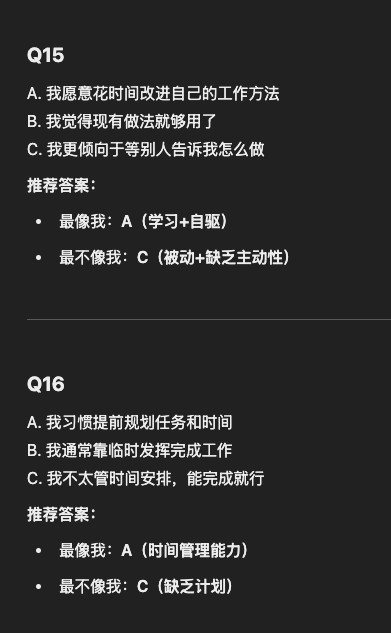 Q15
A. 我愿意花时间改进自己的工作方法
B. 我觉得现有做法就够用了
C. 我更倾向于等别人告诉我怎么做
推荐答案：
• 最像我：A（学习+自驱）
• 最不像我：C（被动+缺乏主动性）
Q16
A. 我习惯提前规划任务和时间
B. 我通常靠临时发挥完成工作
C. 我不太管时间安排，能完成就行
推荐答案：
• 最像我：A（时间管理能力）
• 最不像我：C（缺乏计划）